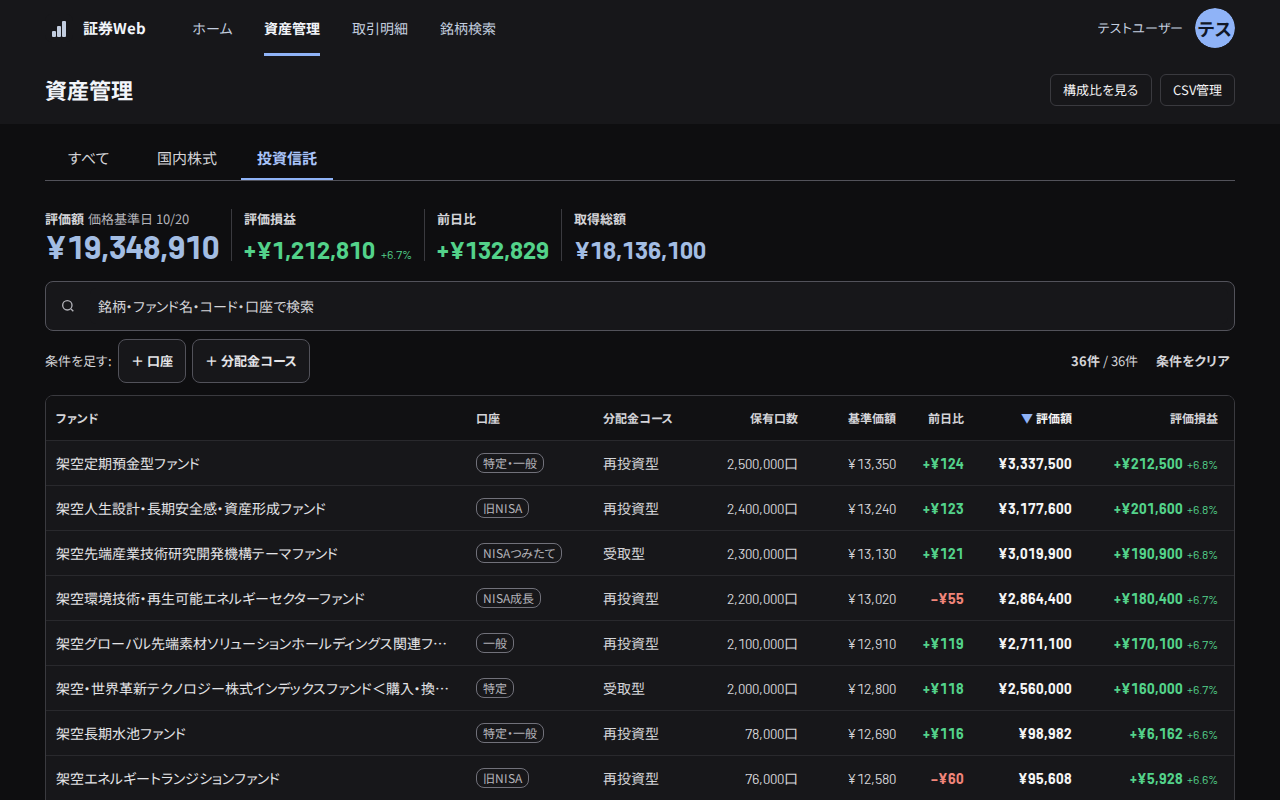 証券Web ホーム 資産管理 取引明細 銘柄検索 テストユーザー テス
資産管理 構成比を見る CSV管理
すべて 国内株式 投資信託
評価額 価格基準日 10/20 評価損益 前日比 取得総額
¥19,348,910 +¥1,212,810 +6.7% +¥132,829 ¥18,136,100
銘柄・ファンド名・コード・口座で検索
条件を足す: ＋ 口座 ＋ 分配金コース 36件 / 36件 条件をクリア
ファンド 口座 分配金コース 保有口数 基準価額 前日比 ▼評価額 評価損益
架空定期預金型ファンド 特定・一般 再投資型 2,500,000口 ¥13,350 +¥124 ¥3,337,500 +¥212,500 +6.8%
架空人生設計・長期安全感・資産形成ファンド 旧NISA 再投資型 2,400,000口 ¥13,240 +¥123 ¥3,177,600 +¥201,600 +6.8%
架空先端産業技術研究開発機構テーマファンド NISAつみたて 受取型 2,300,000口 ¥13,130 +¥121 ¥3,019,900 +¥190,900 +6.8%
架空環境技術・再生可能エネルギーセクターファンド NISA成長 再投資型 2,200,000口 ¥13,020 −¥55 ¥2,864,400 +¥180,400 +6.7%
架空グローバル先端素材ソリューションホールディングス関連フ… 一般 再投資型 2,100,000口 ¥12,910 +¥119 ¥2,711,100 +¥170,100 +6.7%
架空・世界革新テクノロジー株式インデックスファンド＜購入・換… 特定 受取型 2,000,000口 ¥12,800 +¥118 ¥2,560,000 +¥160,000 +6.7%
架空長期水池ファンド 特定・一般 再投資型 78,000口 ¥12,690 +¥116 ¥98,982 +¥6,162 +6.6%
架空エネルギートランジションファンド 旧NISA 再投資型 76,000口 ¥12,580 −¥60 ¥95,608 +¥5,928 +6.6%